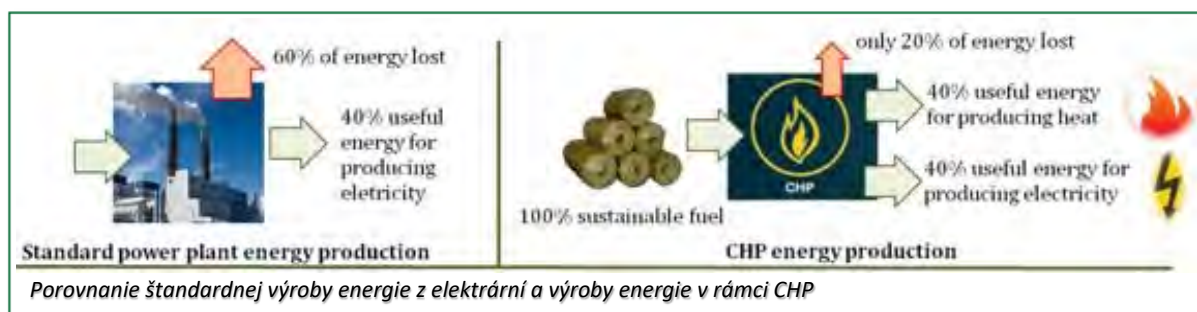 60% of energy lost
40% useful
energy for
producing
eletricity
Standard power plant energy production
only 20% of energy lost
40% useful energy
for producing heat
CHP
40% useful energy for
producing electricity
100% sustainable fuel
CHP energy production
Porovnanie štandardnej výroby energie z elektrární a výroby energie v rámci CHP